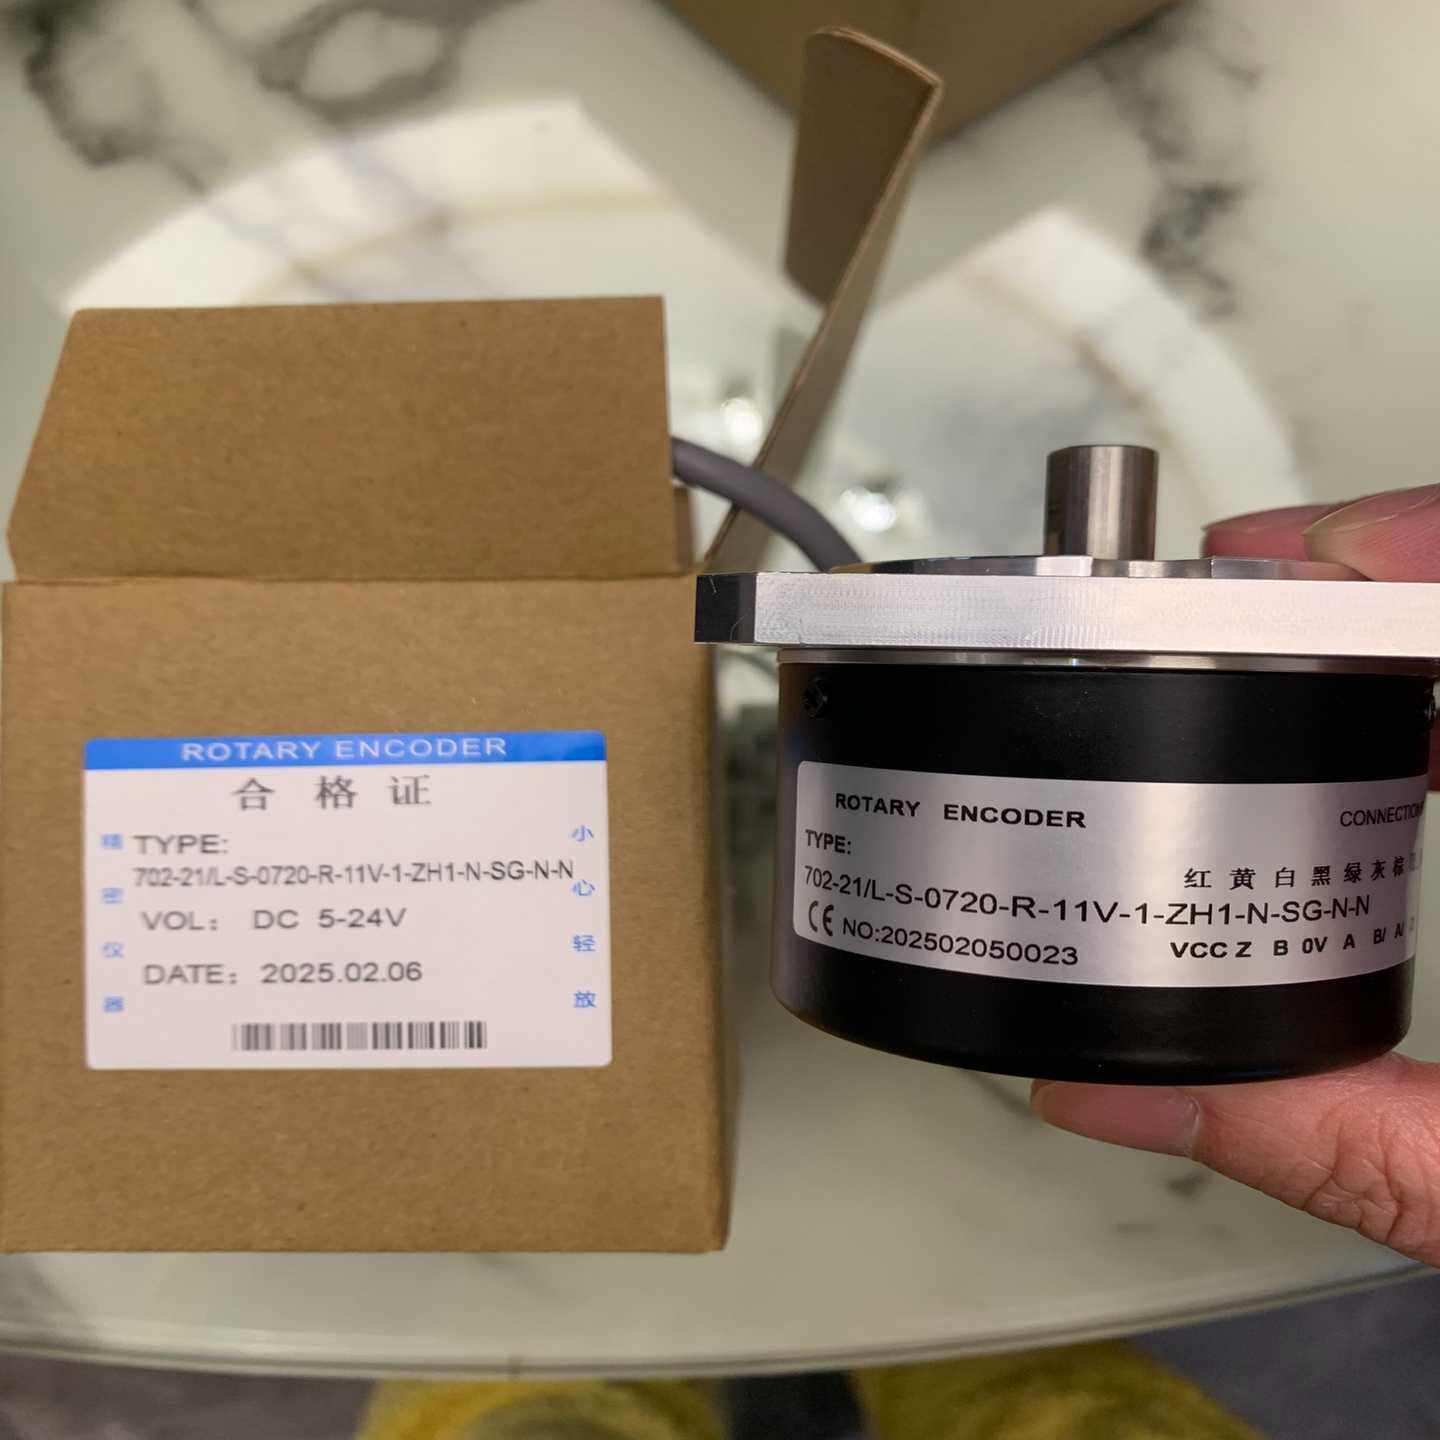 ROTARY ENCODER
合格证
TYPE:
702-21/L-S-0720-R-11V-1-ZH1-N-SG-N-N
VOL: DC 5-24V
DATE: 2025.02.06
精密仪器
小心轻放
ROTARY ENCODER
TYPE:
702-21/L-S-0720-R-11V-1-ZH1-N-SG-N-N
CE NO:202502050023
红 黄 白 黑 绿 灰 棕
VCC Z B 0V A B/ A/